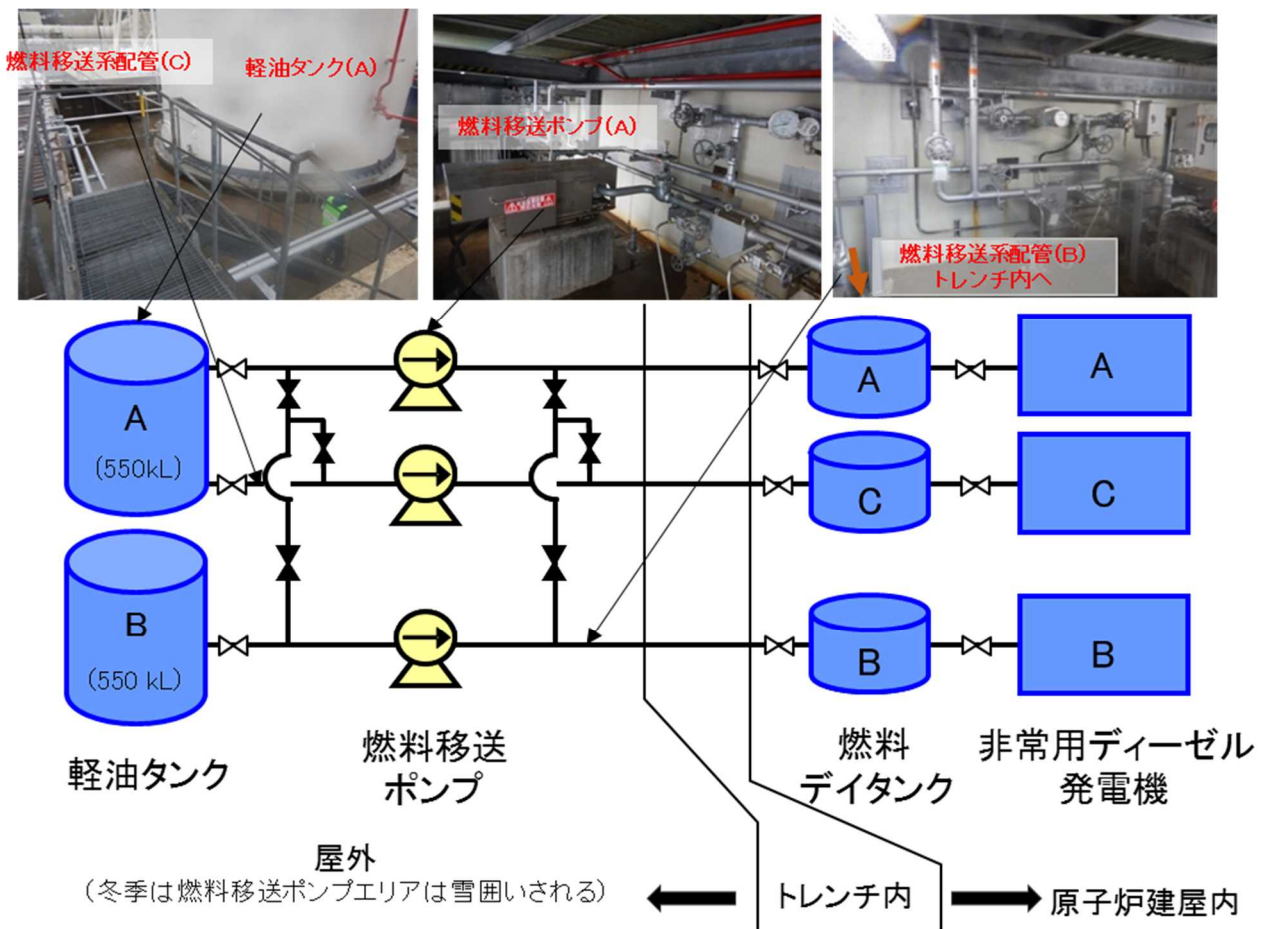 燃料移送系配管(C)
軽油タンク(A)
燃料移送ポンプ(A)
燃料移送系配管(B)
トレンチ内へ
A
(550kL)
A
A
C
C
B
(550 kL)
B
B
軽油タンク
燃料移送
ポンプ
燃料
デイタンク
非常用ディーゼル
発電機
屋外
(冬季は燃料移送ポンプエリアは雪囲いされる)
トレンチ内
原子炉建屋内